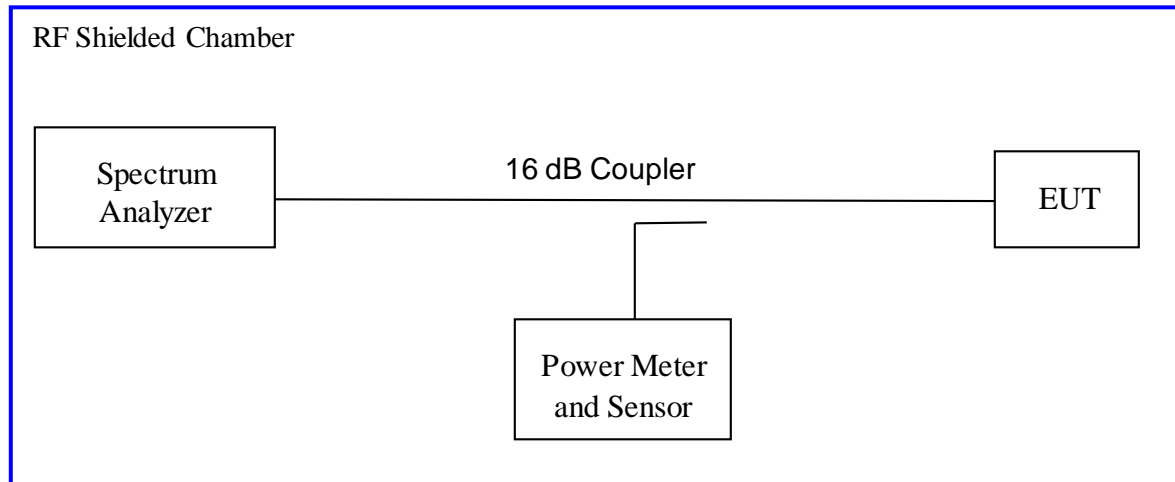 RF Shielded Chamber
16 dB Coupler
Spectrum
Analyzer
EUT
Power Meter
and Sensor